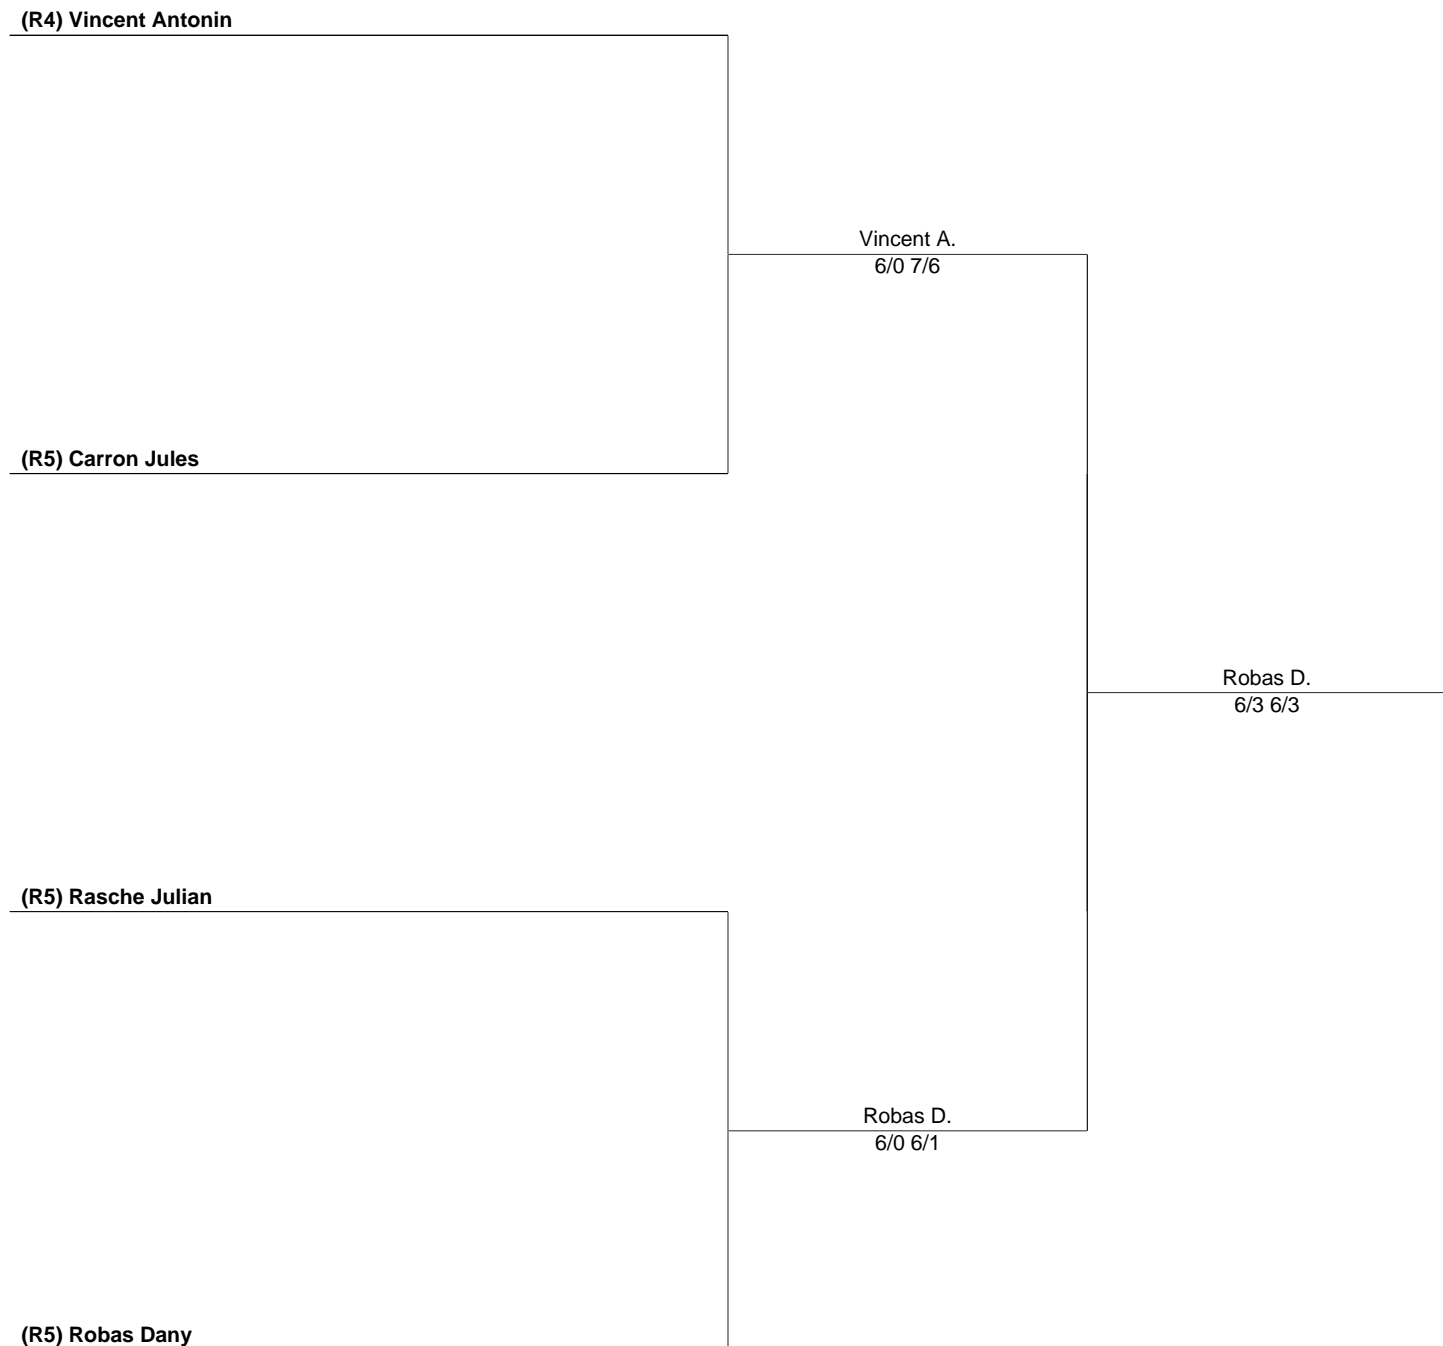 (R4) Vincent Antonin
Vincent A.
6/0 7/6
(R5) Carron Jules
Robas D.
6/3 6/3
(R5) Rasche Julian
Robas D.
6/0 6/1
(R5) Robas Dany